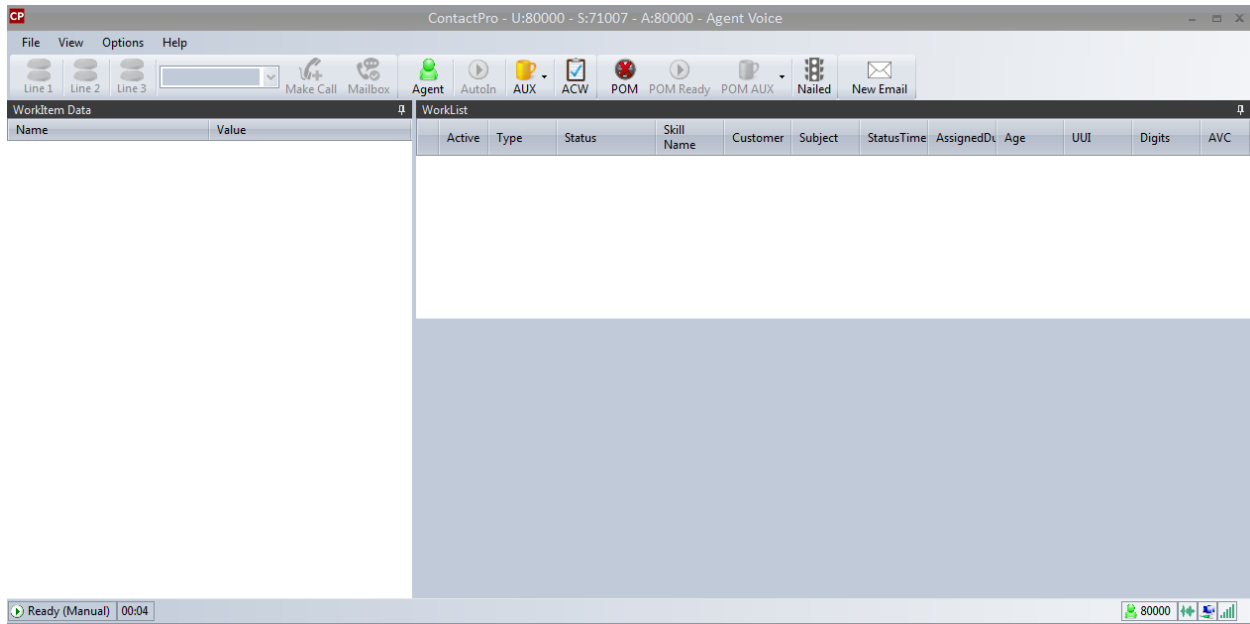 CP ContactPro - U:80000 - S:71007 - A:80000 - Agent Voice
File View Options Help
Line 1 Line 2 Line 3 Make Call Mailbox Agent AutoIn AUX ACW POM POM Ready POM AUX Nailed New Email
WorkItem Data WorkList
Name Value Active Type Status Skill Name Customer Subject StatusTime AssignedDu Age UUI Digits AVC
Ready (Manual) 00:04 80000